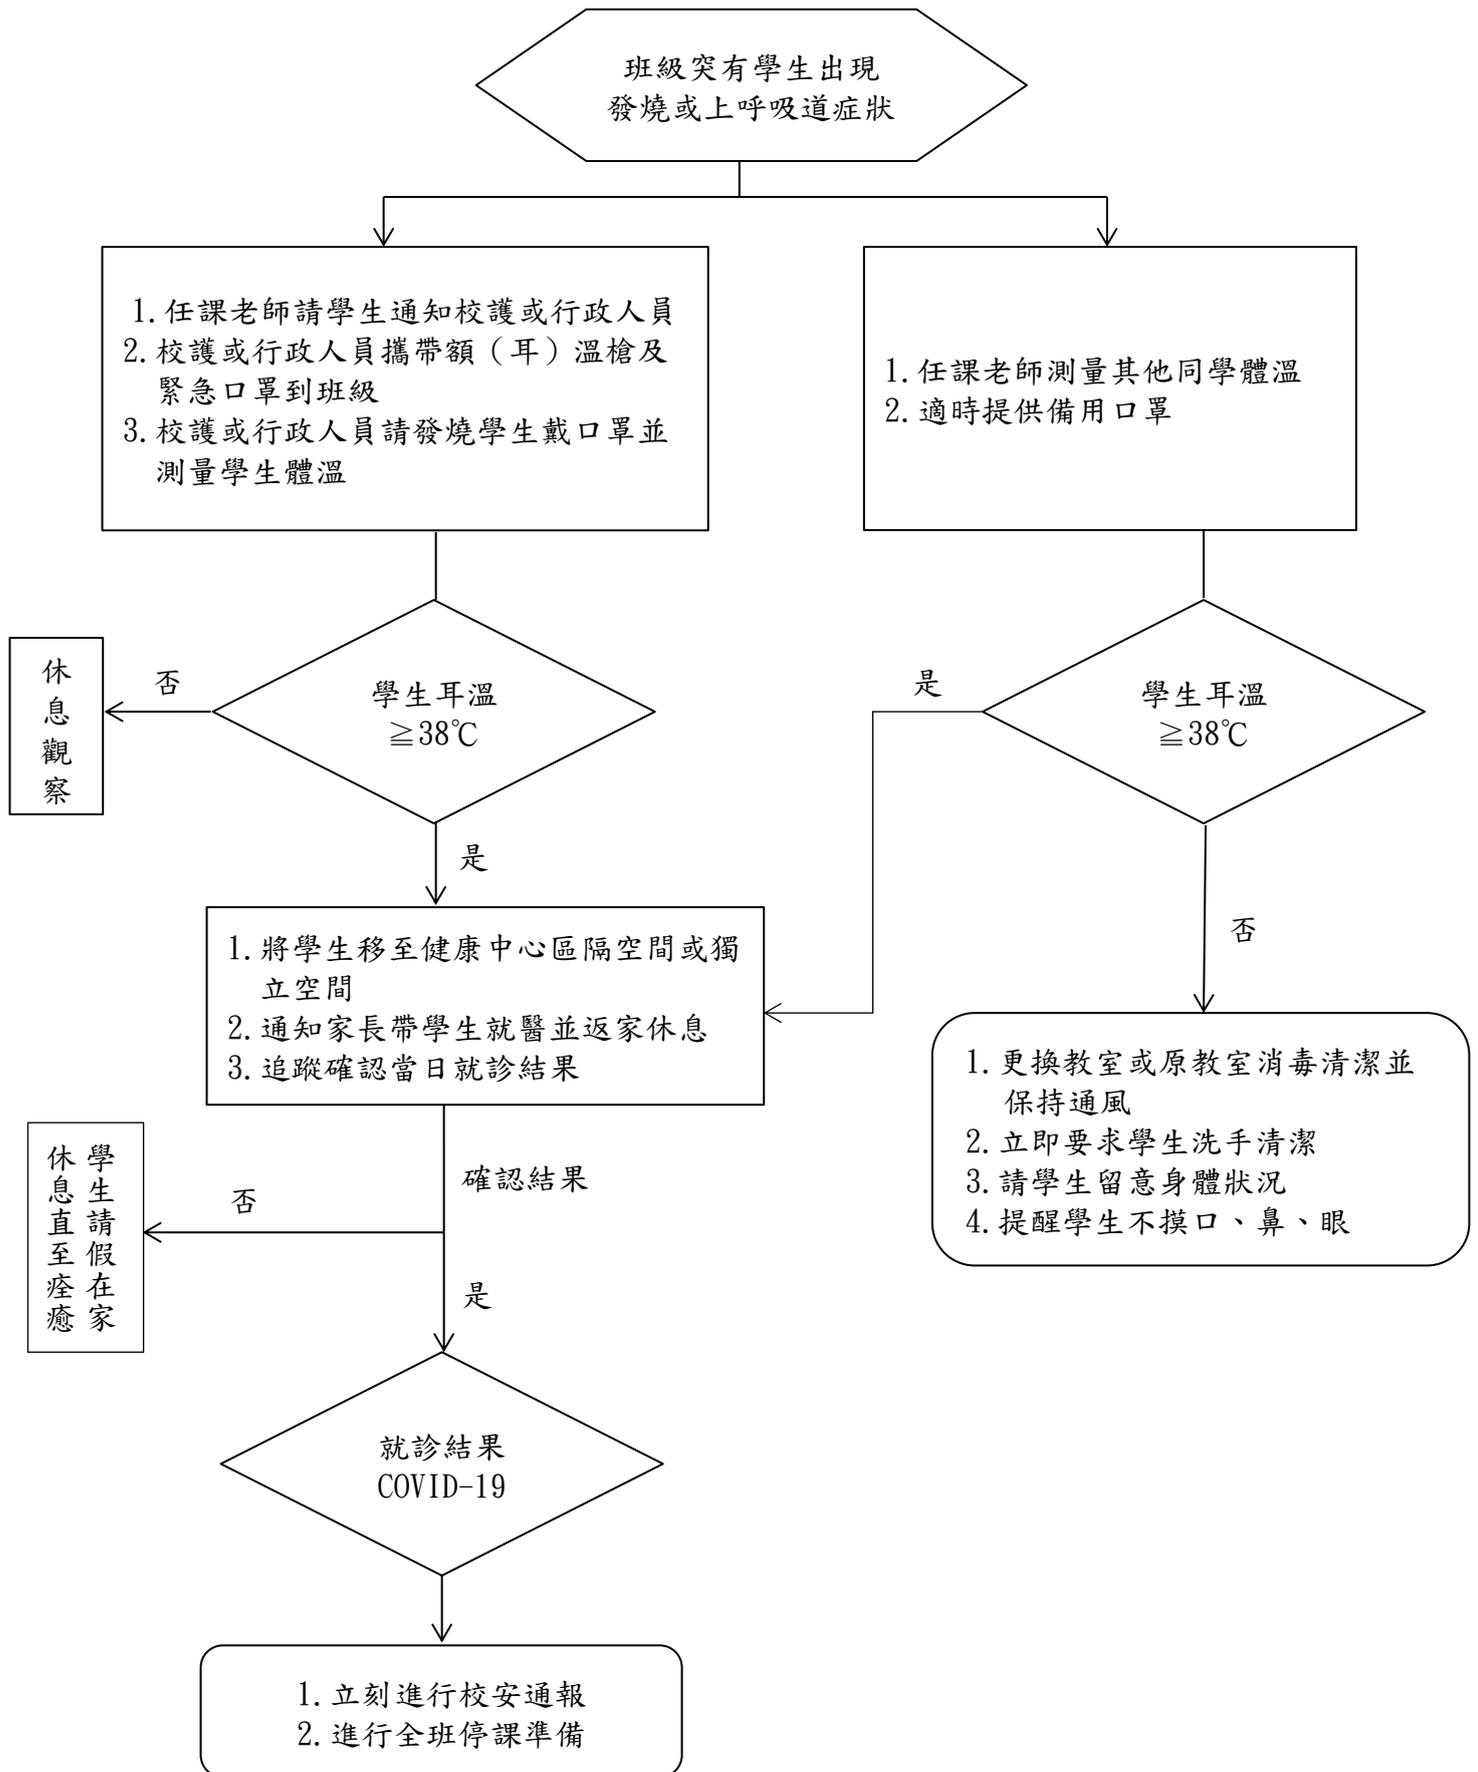 班級突有學生出現
發燒或上呼吸道症狀
1.任課老師請學生通知校護或行政人員
2.校護或行政人員攜帶額（耳）溫槍及
緊急口罩到班級
3.校護或行政人員請發燒學生戴口罩並
測量學生體溫
1.任課老師測量其他同學體溫
2.適時提供備用口罩
休息觀察
否
學生耳溫
≧38℃
是
是
學生耳溫
≧38℃
否
1.將學生移至健康中心區隔空間或獨
立空間
2.通知家長帶學生就醫並返家休息
3.追蹤確認當日就診結果
1.更換教室或原教室消毒清潔並
保持通風
2.立即要求學生洗手清潔
3.請學生留意身體狀況
4.提醒學生不摸口、鼻、眼
學生請假在家
休息直至痊癒
否
確認結果
是
就診結果
COVID-19
1.立刻進行校安通報
2.進行全班停課準備